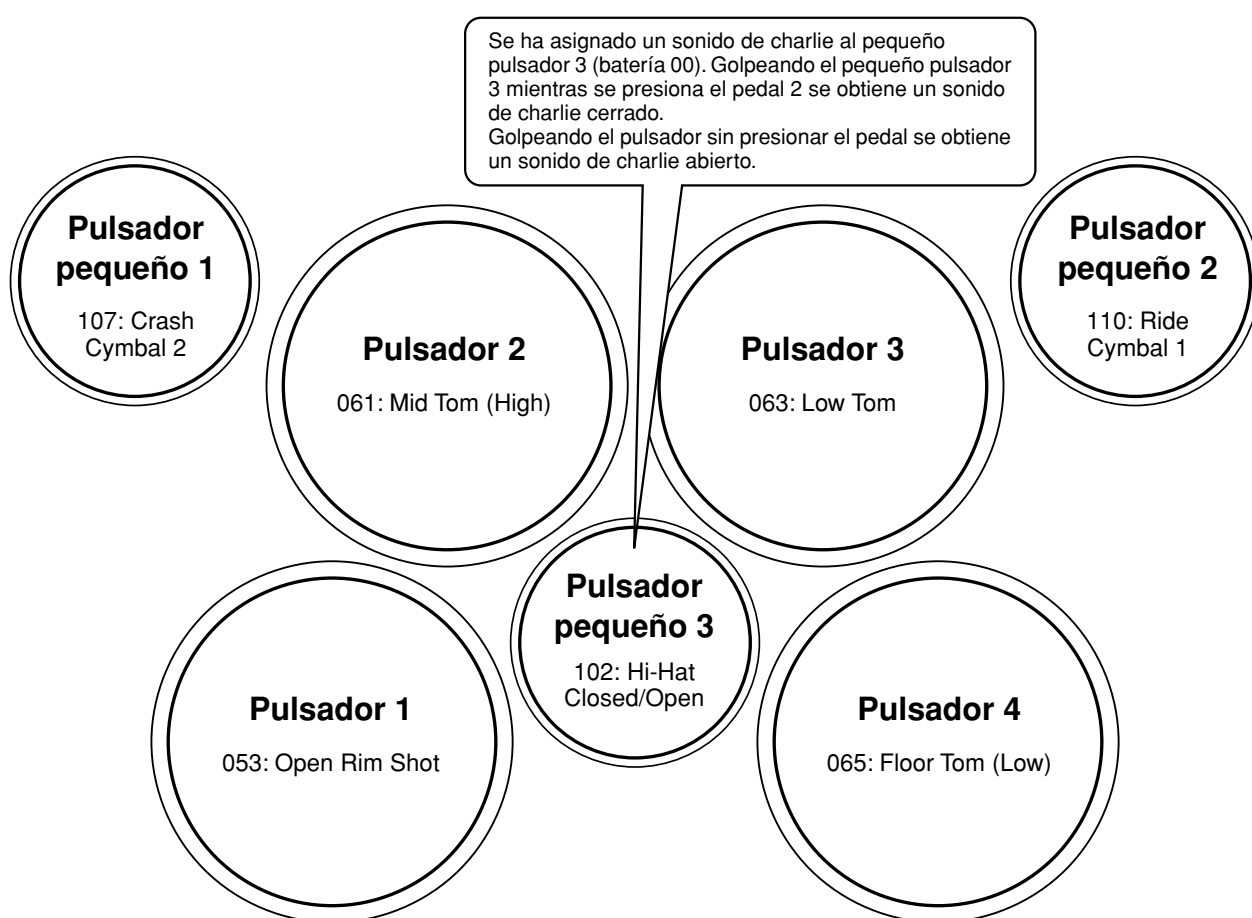 Se ha asignado un sonido de charlie al pequeño
pulsador 3 (batería 00). Golpeando el pequeño pulsador
3 mientras se presiona el pedal 2 se obtiene un sonido
de charlie cerrado.
Golpeando el pulsador sin presionar el pedal se obtiene
un sonido de charlie abierto.
Pulsador
pequeño 1
107: Crash
Cymbal 2
Pulsador 2
061: Mid Tom (High)
Pulsador 3
063: Low Tom
Pulsador
pequeño 2
110: Ride
Cymbal 1
Pulsador 1
053: Open Rim Shot
Pulsador
pequeño 3
102: Hi-Hat
Closed/Open
Pulsador 4
065: Floor Tom (Low)